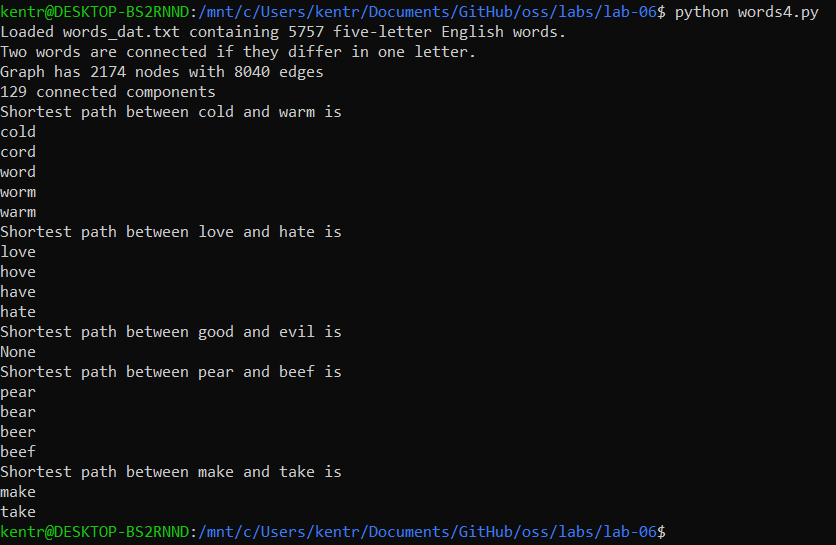 kentr@DESKTOP-BS2RNND:/mnt/c/Users/kentr/Documents/GitHub/oss/labs/lab-06$ python words4.py
Loaded words_dat.txt containing 5757 five-letter English words.
Two words are connected if they differ in one letter.
Graph has 2174 nodes with 8040 edges
129 connected components
Shortest path between cold and warm is
cold
cord
word
worm
warm
Shortest path between love and hate is
love
hove
have
hate
Shortest path between good and evil is
None
Shortest path between pear and beef is
pear
bear
beer
beef
Shortest path between make and take is
make
take
kentr@DESKTOP-BS2RNND:/mnt/c/Users/kentr/Documents/GitHub/oss/labs/lab-06$